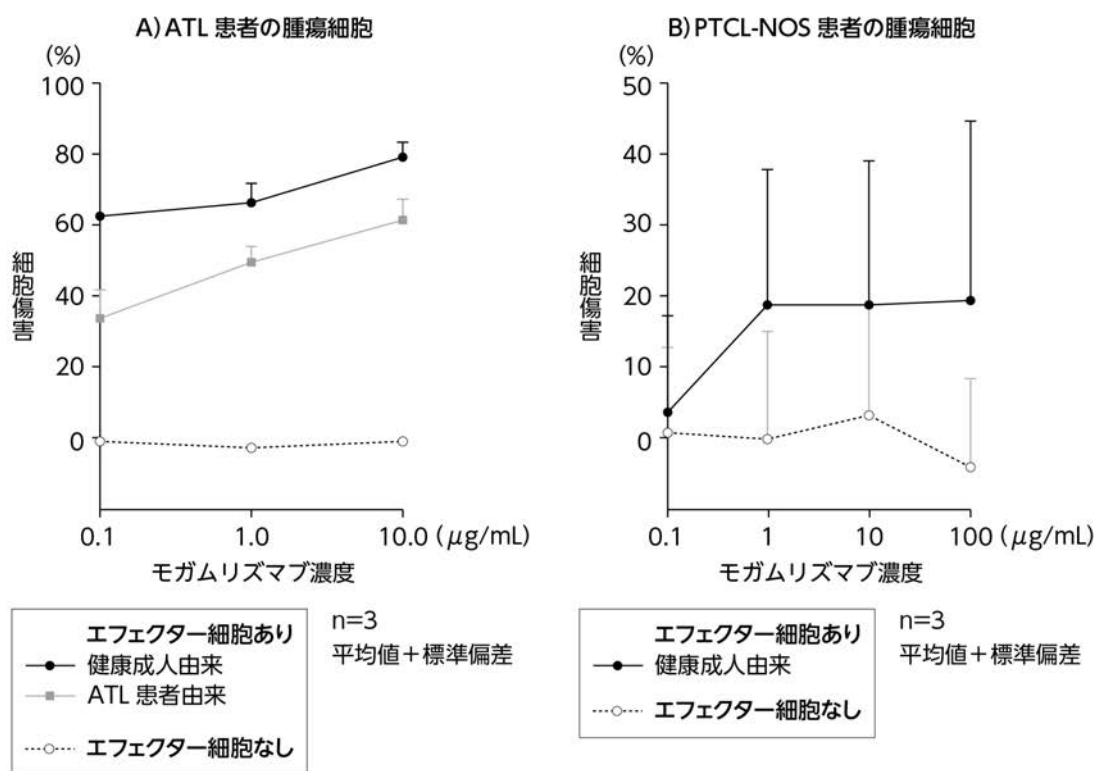 A) ATL 患者の腫瘍細胞
(%)
100
80
60
40
20
0
細胞傷害
0.1
1.0
10.0 (μg/mL)
モガムリズマブ濃度
エフェクター細胞あり
健康成人由来
ATL 患者由来
エフェクター細胞なし
n=3
平均値+標準偏差
B) PTCL-NOS 患者の腫瘍細胞
(%)
50
40
30
20
10
0
細胞傷害
0.1
1
10
100 (μg/mL)
モガムリズマブ濃度
エフェクター細胞あり
健康成人由来
エフェクター細胞なし
n=3
平均値+標準偏差